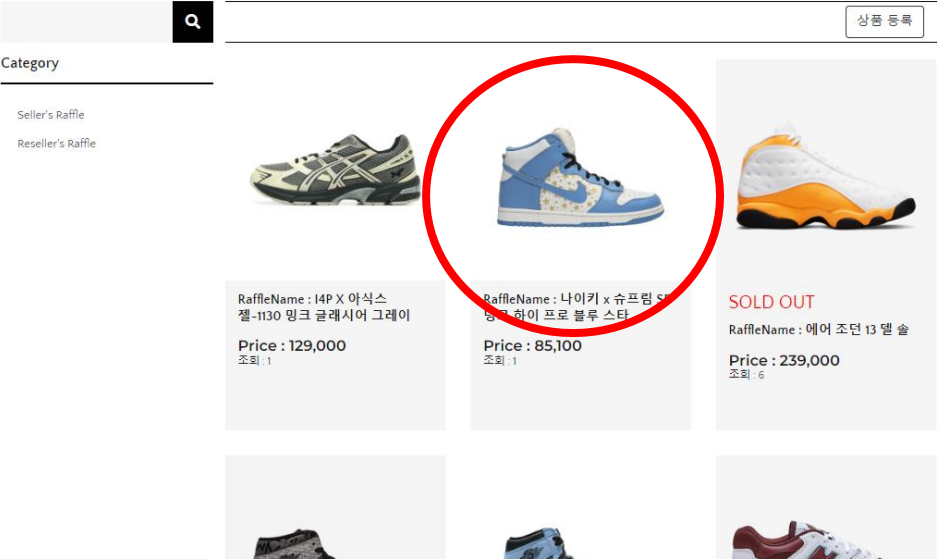 상품 등록
Category
Seller's Raffle
Reseller's Raffle
RaffleName : I4P X 아식스
젤-1130 밍크 글래시어 그레이
Price : 129,000
조회 : 1
RaffleName : 나이키 x 슈프림
하이 프로 블루 스타
Price : 85,100
조회 : 1
SOLD OUT
RaffleName : 에어 조던 13 델 솔
Price : 239,000
조회 : 6